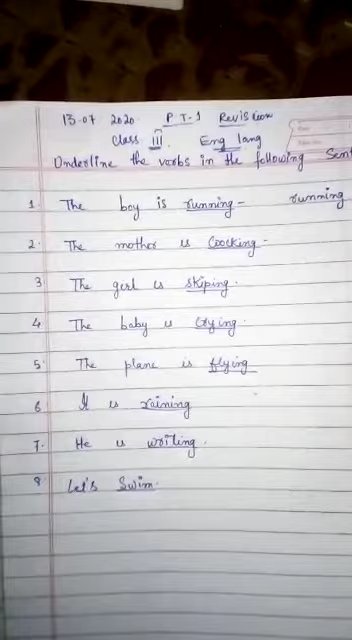 13-07 2020. P.T-1 Revision
class III. Eng lang
Underline the verbs in the following Sent
1. The boy is running - running
2. The mother is Coocking -
3 The girl is skiping.
4 The baby is Crying.
5. The plane is flying
6 It is raining
7. He is writing.
8 Let's Swim.